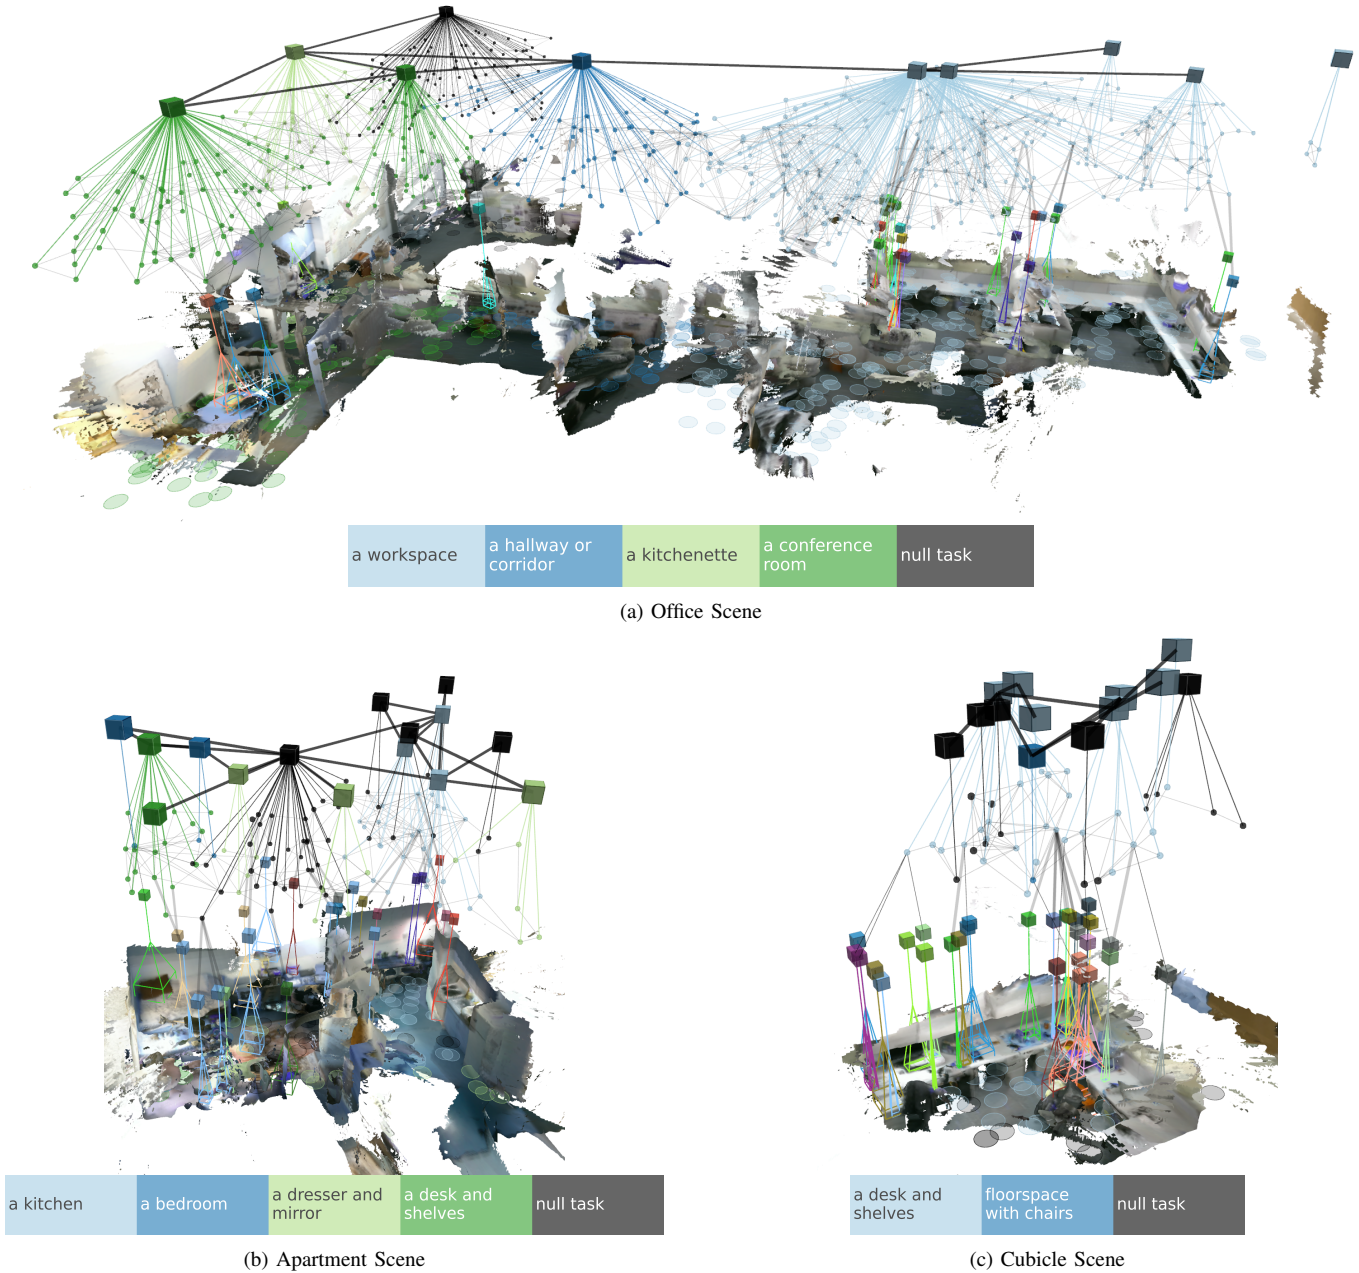 a workspace
a hallway or
corridor
a kitchenette
a conference
room
null task
(a) Office Scene
a kitchen
a bedroom
a dresser and
mirror
a desk and
shelves
null task
(b) Apartment Scene
a desk and
shelves
floorspace
with chairs
null task
(c) Cubicle Scene